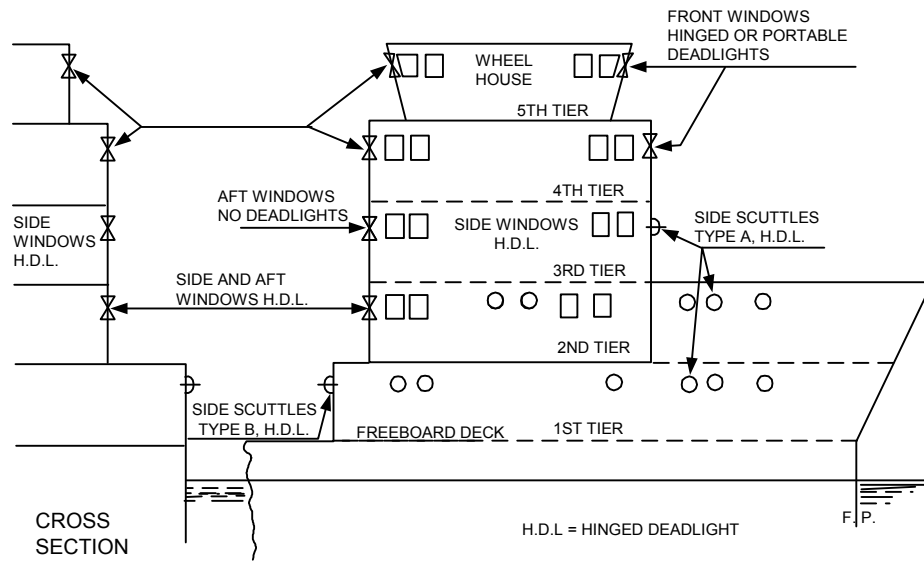 FRONT WINDOWS
HINGED OR PORTABLE
DEADLIGHTS
WHEEL
HOUSE
5TH TIER
4TH TIER
AFT WINDOWS
NO DEADLIGHTS
SIDE
WINDOWS
H.D.L.
SIDE WINDOWS
H.D.L.
SIDE SCUTTLES
TYPE A, H.D.L.
3RD TIER
SIDE AND AFT
WINDOWS H.D.L.
2ND TIER
SIDE SCUTTLES
TYPE B, H.D.L.
FREEBOARD DECK
1ST TIER
CROSS
SECTION
H.D.L = HINGED DEADLIGHT
F. P.